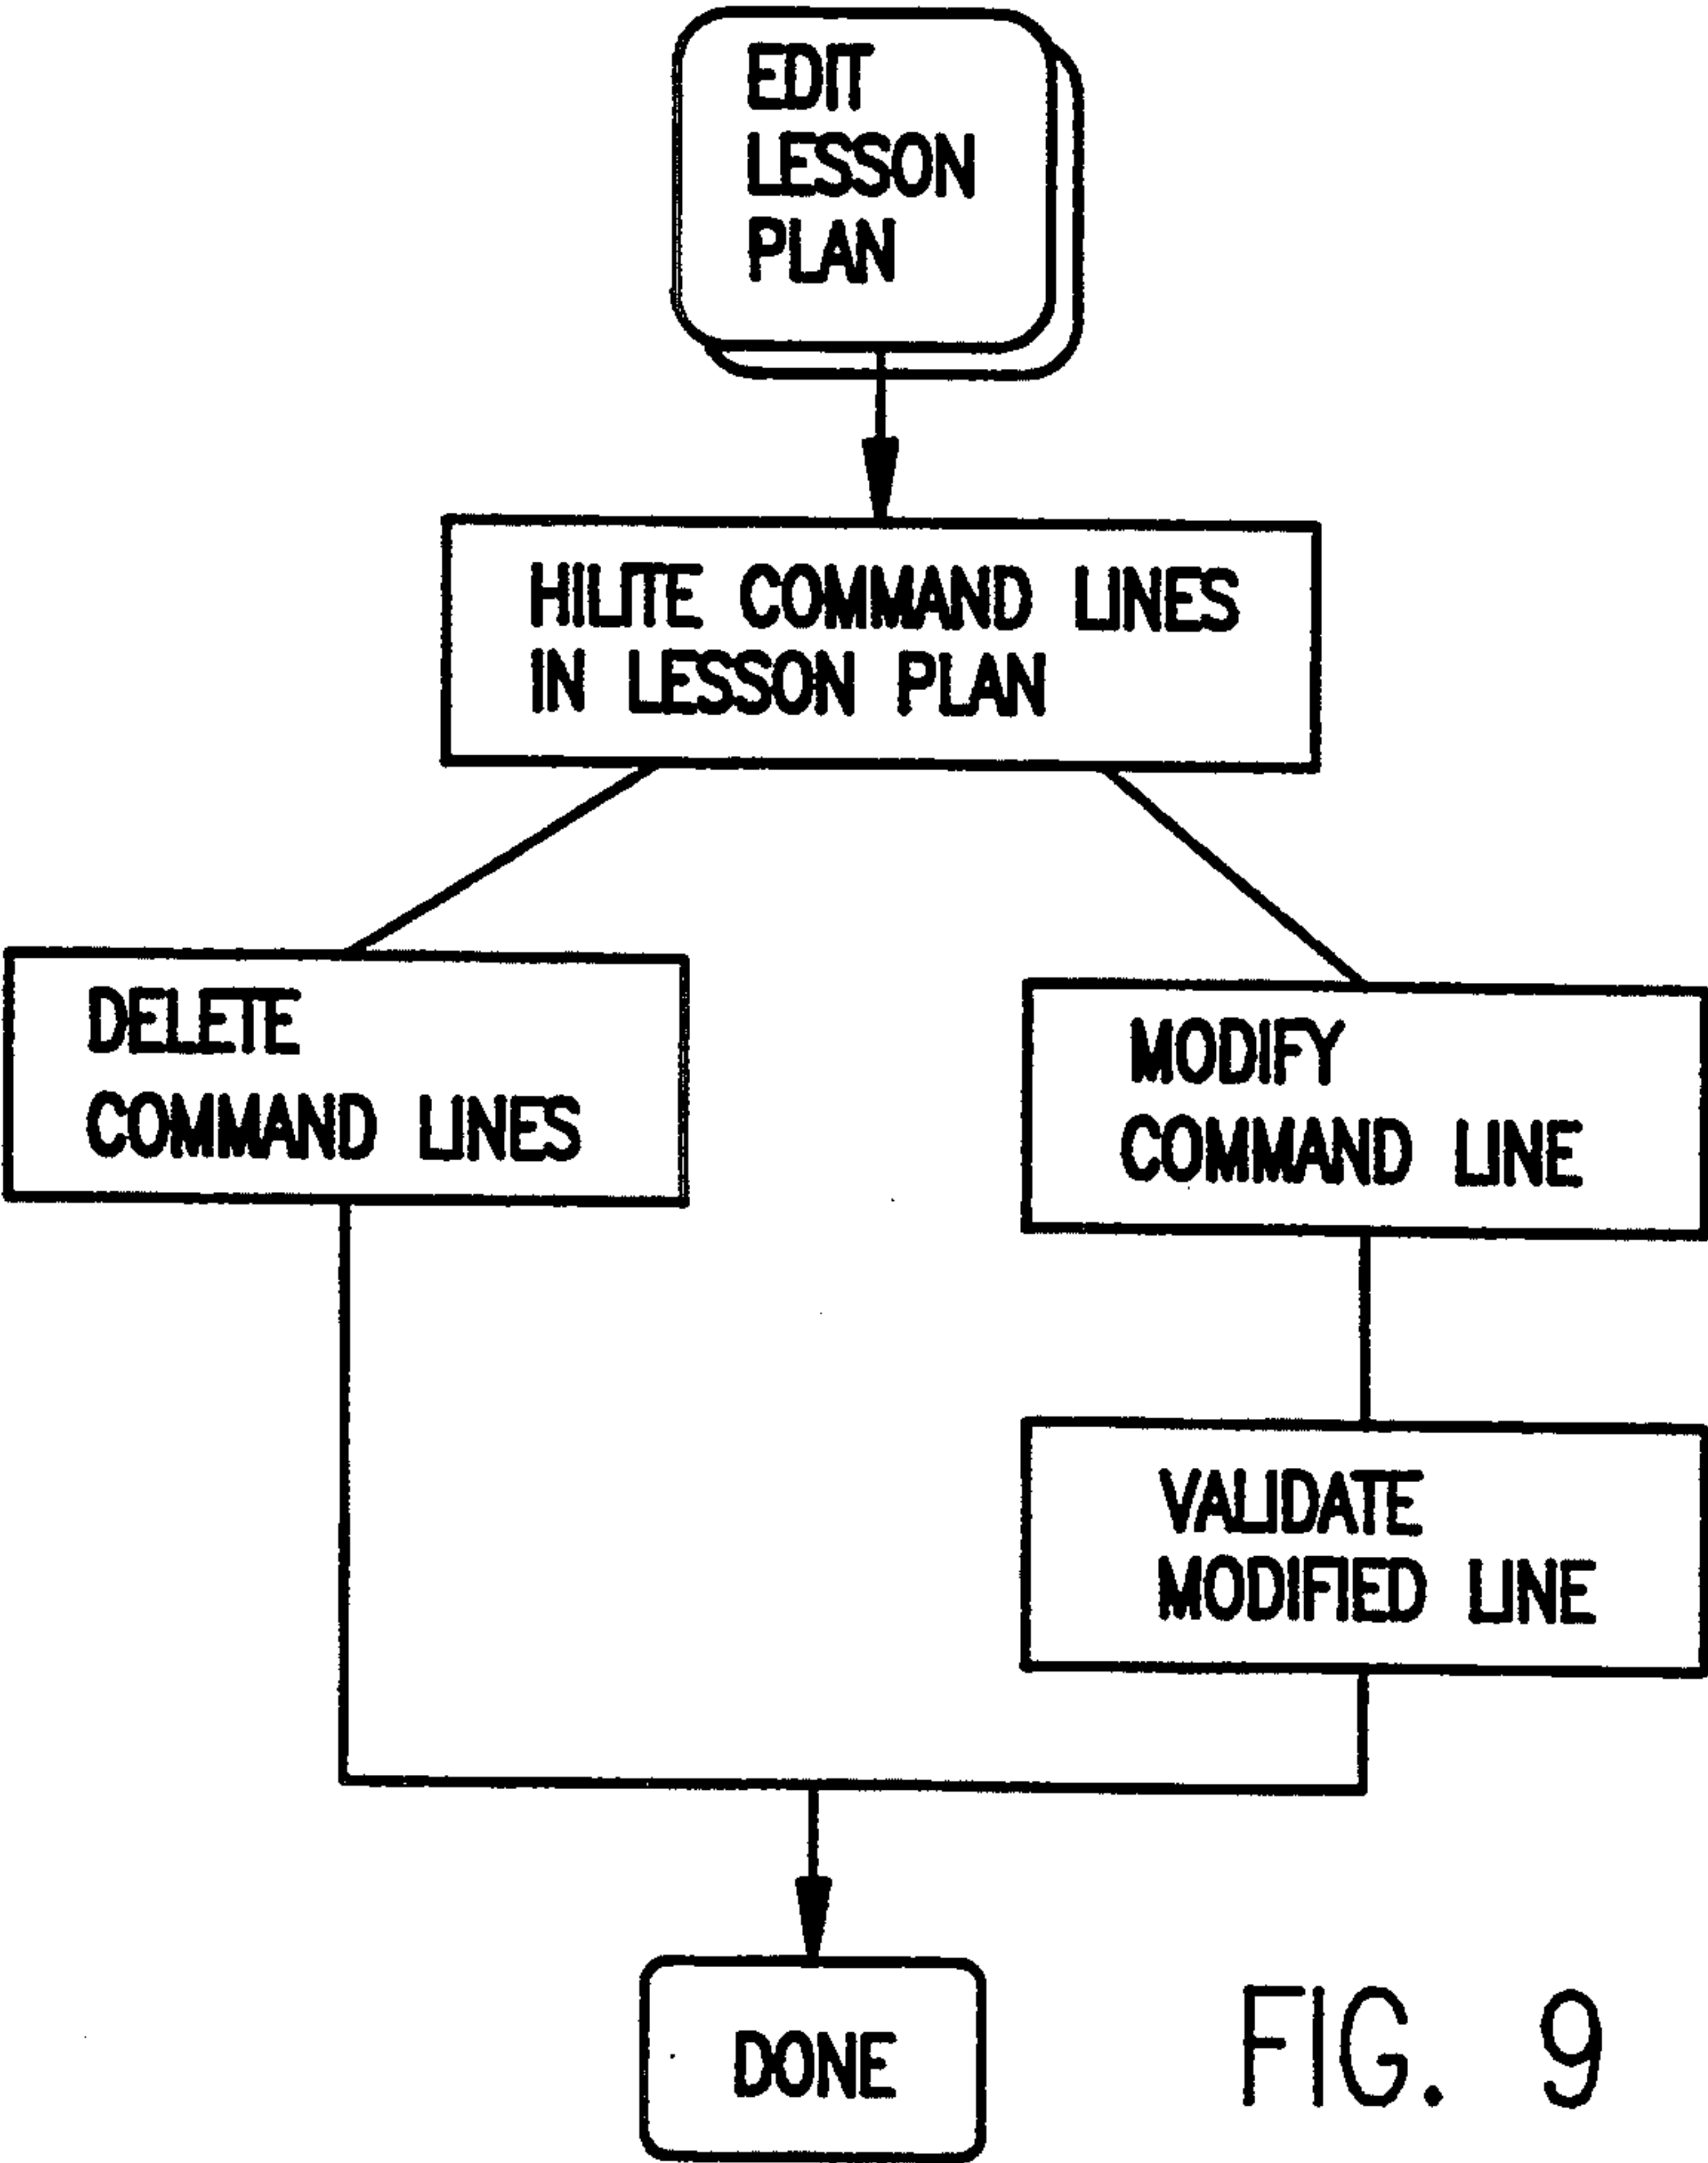 EDIT
LESSON
PLAN
HILITE COMMAND LINES
IN LESSON PLAN
DELETE
COMMAND LINES
MODIFY
COMMAND LINE
VALIDATE
MODIFIED LINE
DONE
FIG. 9